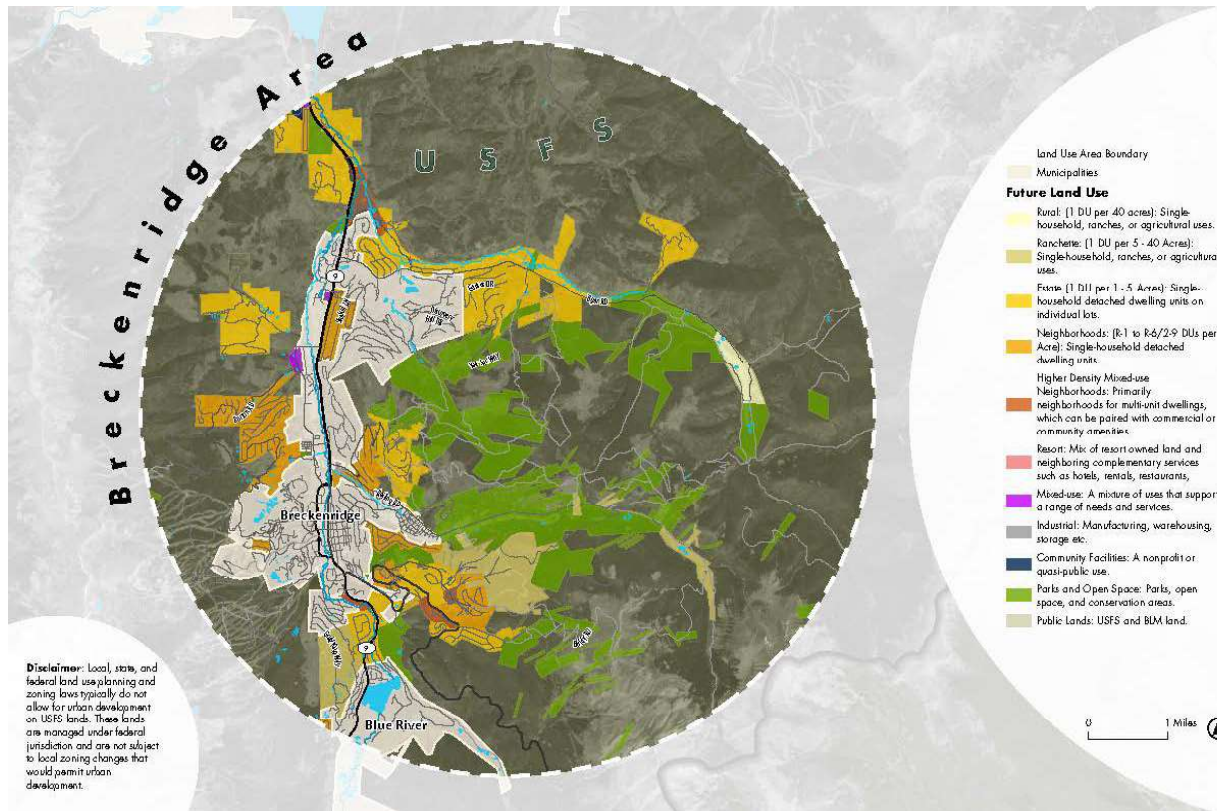 Breckenridge Area
USFS
9
Breckenridge
9
Blue River
Land Use Area Boundary
Municipalities
Future Land Use
Rural: (1 DU per 40 acres): Single-
household, ranches, or agricultural uses.
Ranchette: (1 DU per 5 - 40 Acres):
Single-household, ranches, or agricultura
uses.
Estate (1 DU per 1 - 5 Acres): Single-
household detached dwelling units on
individual lots.
Neighborhoods: (R-1 to R-6/2-9 DUs per
Acre): Single-household detached
dwelling units.
Higher Density Mixed-use
Neighborhoods: Primarily
neighborhoods for multi-unit dwellings,
which can be paired with commercial or
community amenities.
Resort: Mix of resort owned land and
neighboring complementary services
such as hotels, rentals, restaurants,
Mixed-use: A mixture of uses that support
a range of needs and services.
Industrial: Manufacturing, warehousing,
storage etc.
Community Facilities: A nonprofit or
quasi-public use.
Parks and Open Space: Parks, open
space, and conservation areas.
Public Lands: USFS and BLM land.
Disclaimer: Local, state, and
federal land use planning and
zoning laws typically do not
allow for urban development
on USFS lands. These lands
are managed under federal
jurisdiction and are not subject
to local zoning changes that
would permit urban
development.
0 1 Miles